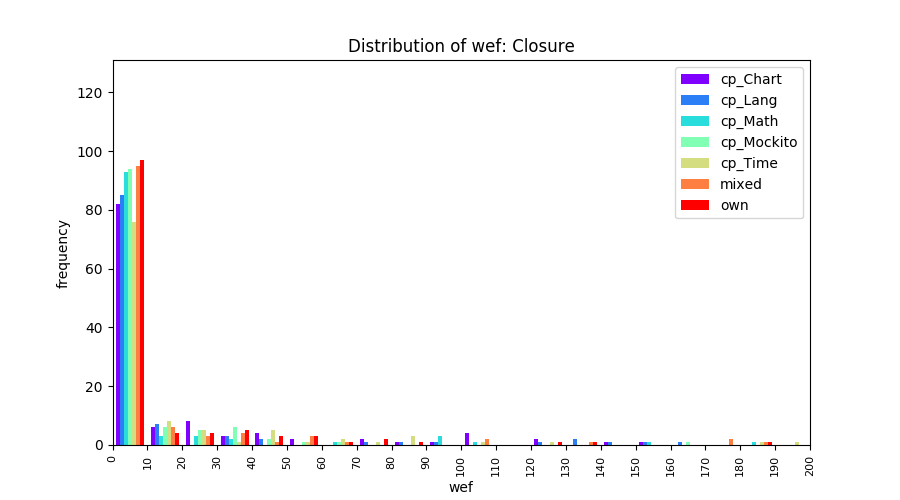 Distribution of wef: Closure
120
100
80
60
40
20
0
frequency
cp_Chart
cp_Lang
cp_Math
cp_Mockito
cp_Time
mixed
own
0 10 20 30 40 50 60 70 80 90 100 110 120 130 140 150 160 170 180 190 200
wef